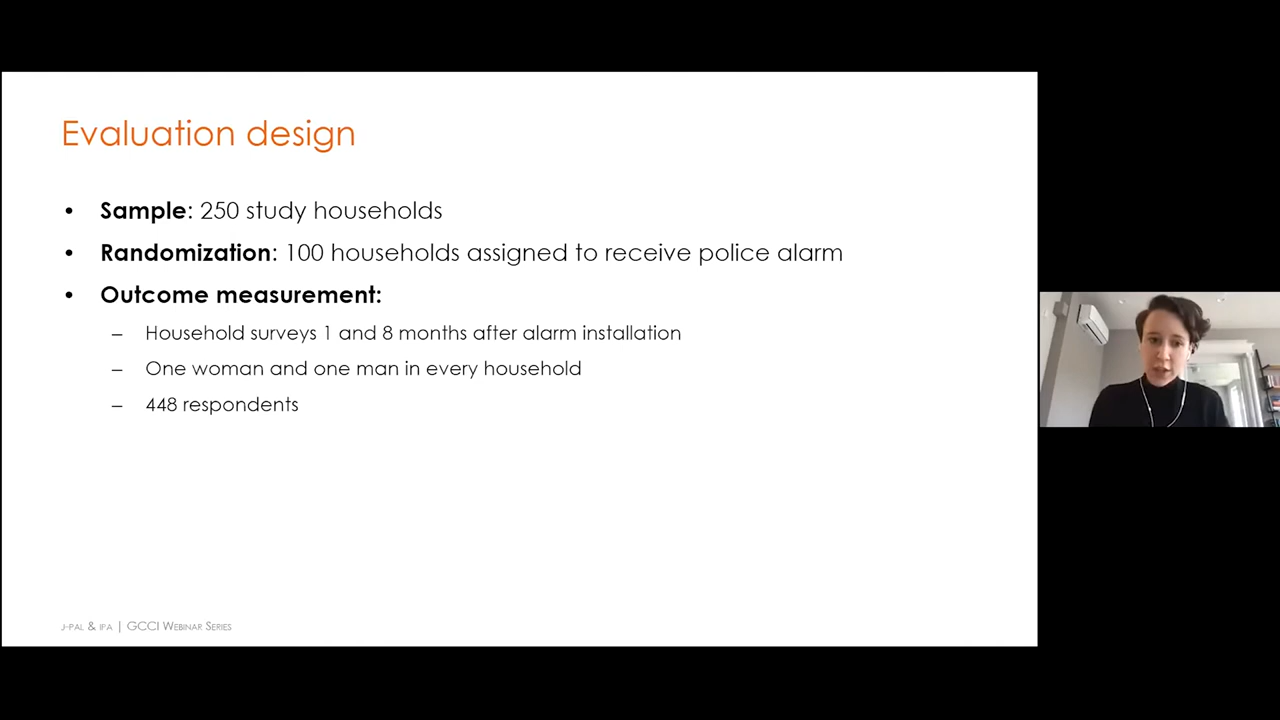 Evaluation design
• Sample: 250 study households
• Randomization: 100 households assigned to receive police alarm
• Outcome measurement:
– Household surveys 1 and 8 months after alarm installation
– One woman and one man in every household
– 448 respondents
J-PAL & IPA | GCCI Webinar Series